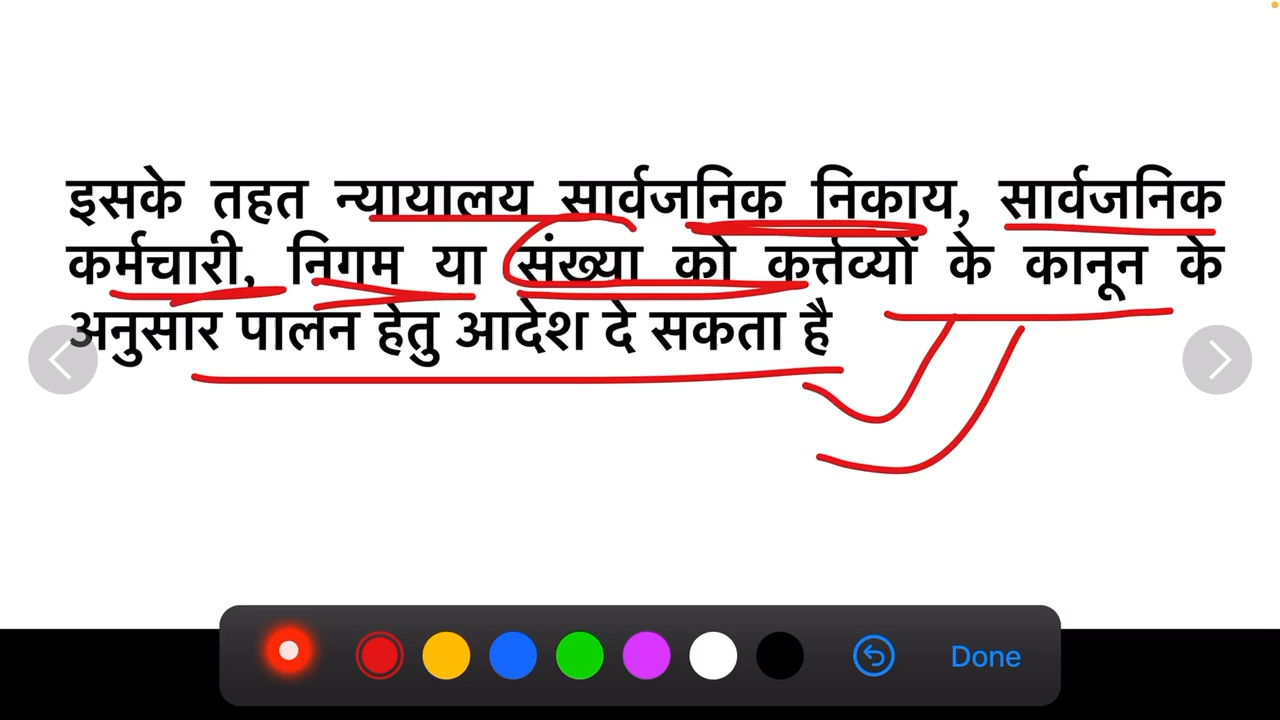 इसके तहत न्यायालय सार्वजनिक निकाय, सार्वजनिक
कर्मचारी, निगम या संख्या को कर्त्तव्यों के कानून के
अनुसार पालन हेतु आदेश दे सकता है
Done